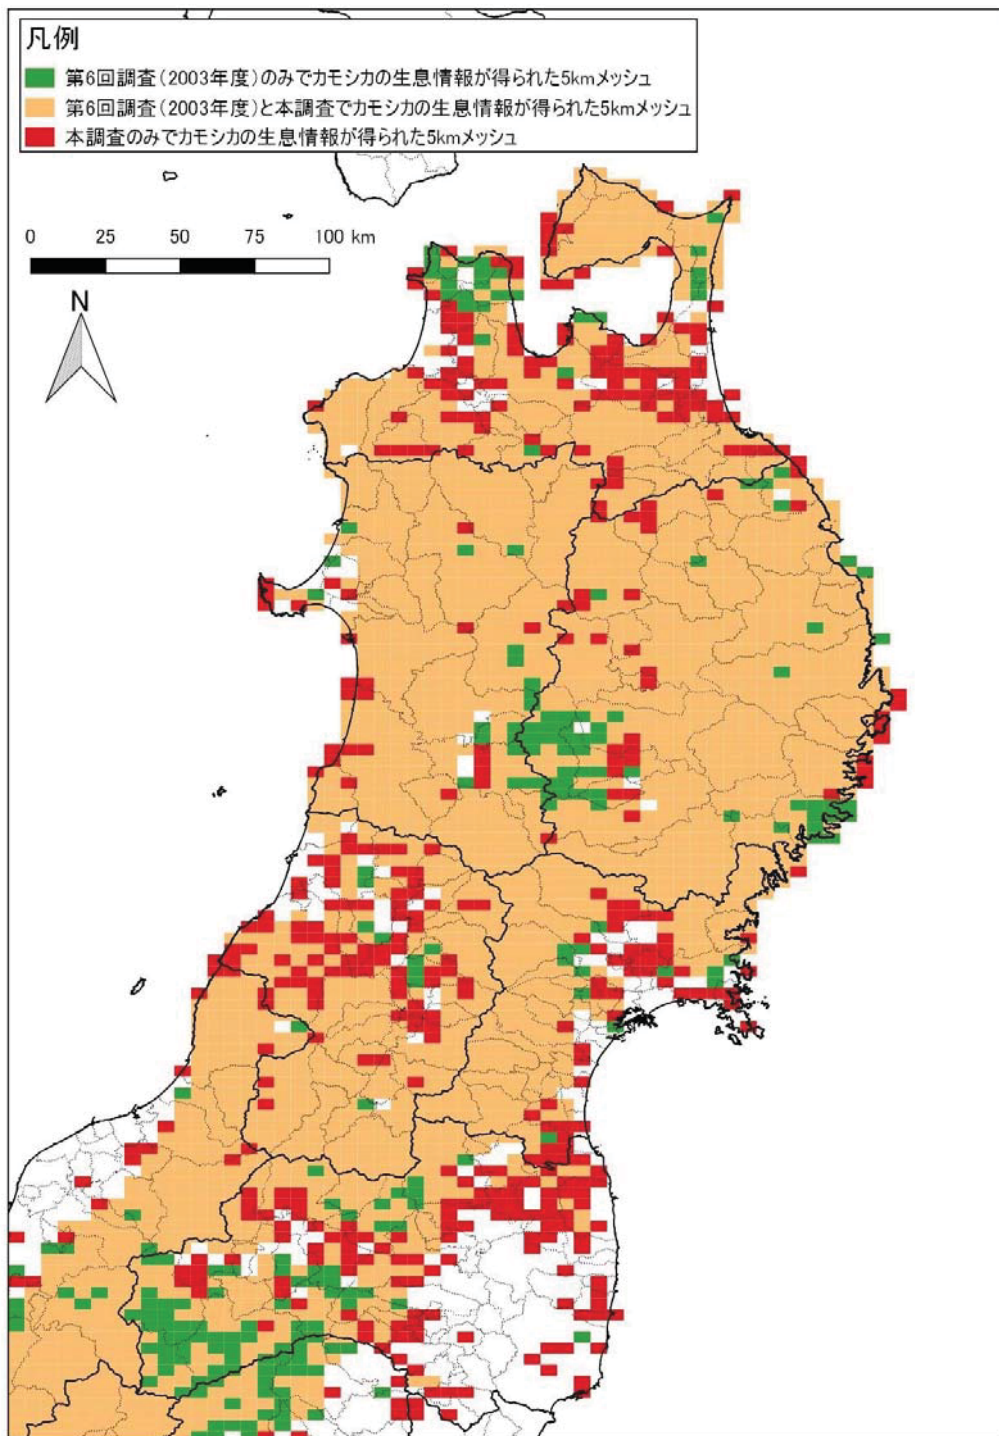 凡例
第6回調査(2003年度)のみでカモシカの生息情報が得られた5kmメッシュ
第6回調査(2003年度)と本調査でカモシカの生息情報が得られた5kmメッシュ
本調査のみでカモシカの生息情報が得られた5kmメッシュ
0 25 50 75 100 km
N